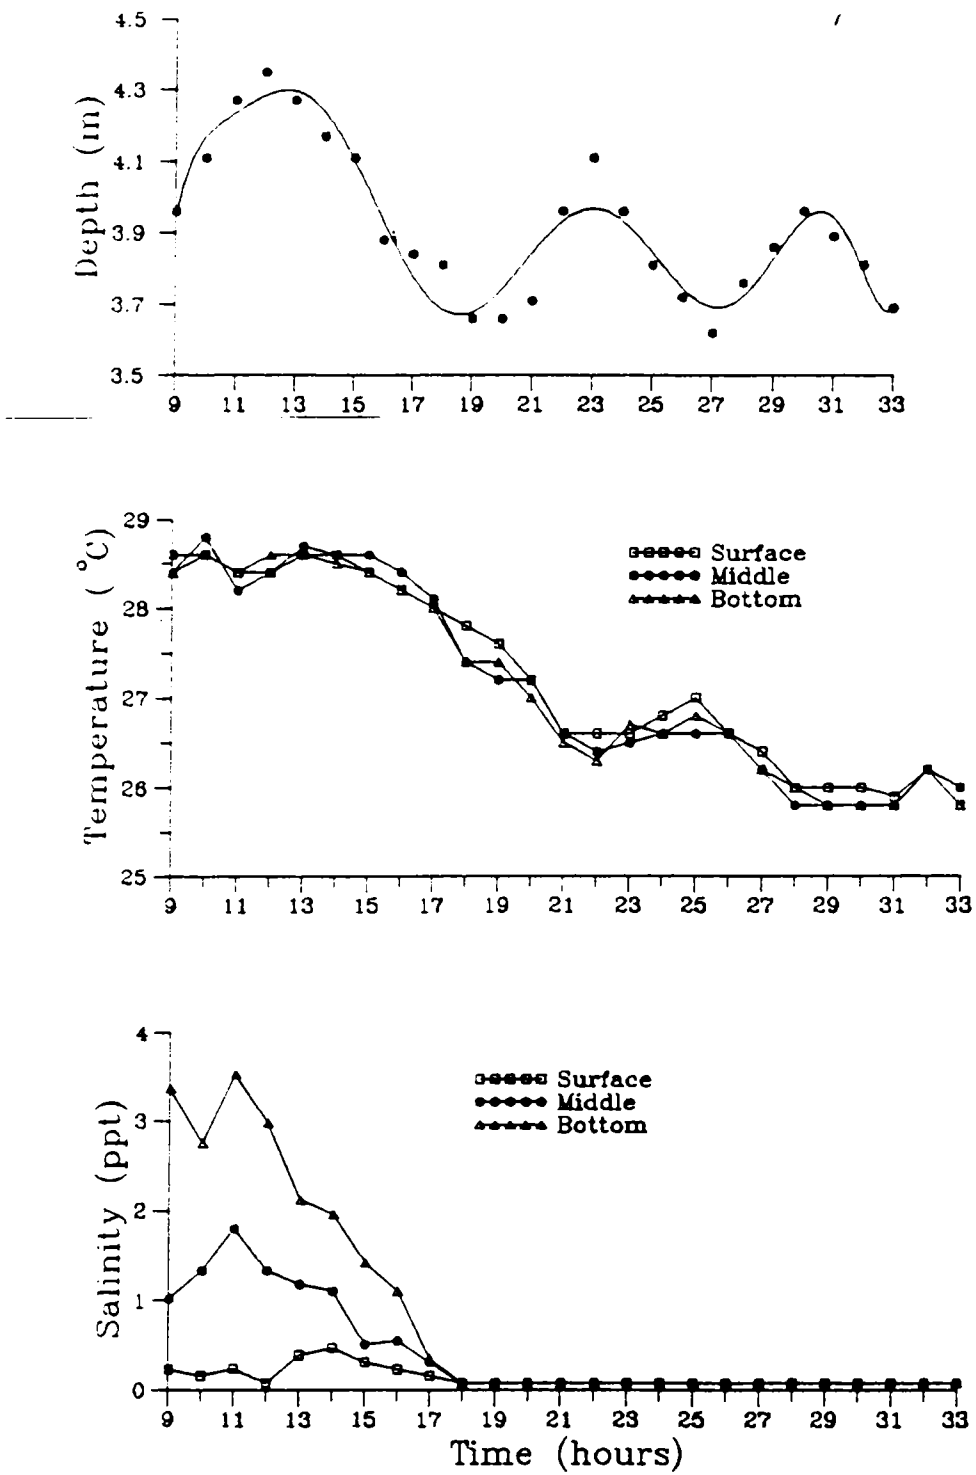 4.5
4.3
4.1
3.9
3.7
3.5
Depth (m)
9 11 13 15 17 19 21 23 25 27 29 31 33
29
28
27
26
25
Temperature ( °C)
Surface
Middle
Bottom
9 11 13 15 17 19 21 23 25 27 29 31 33
4
3
2
1
0
Salinity (ppt)
Surface
Middle
Bottom
9 11 13 15 17 19 21 23 25 27 29 31 33
Time (hours)